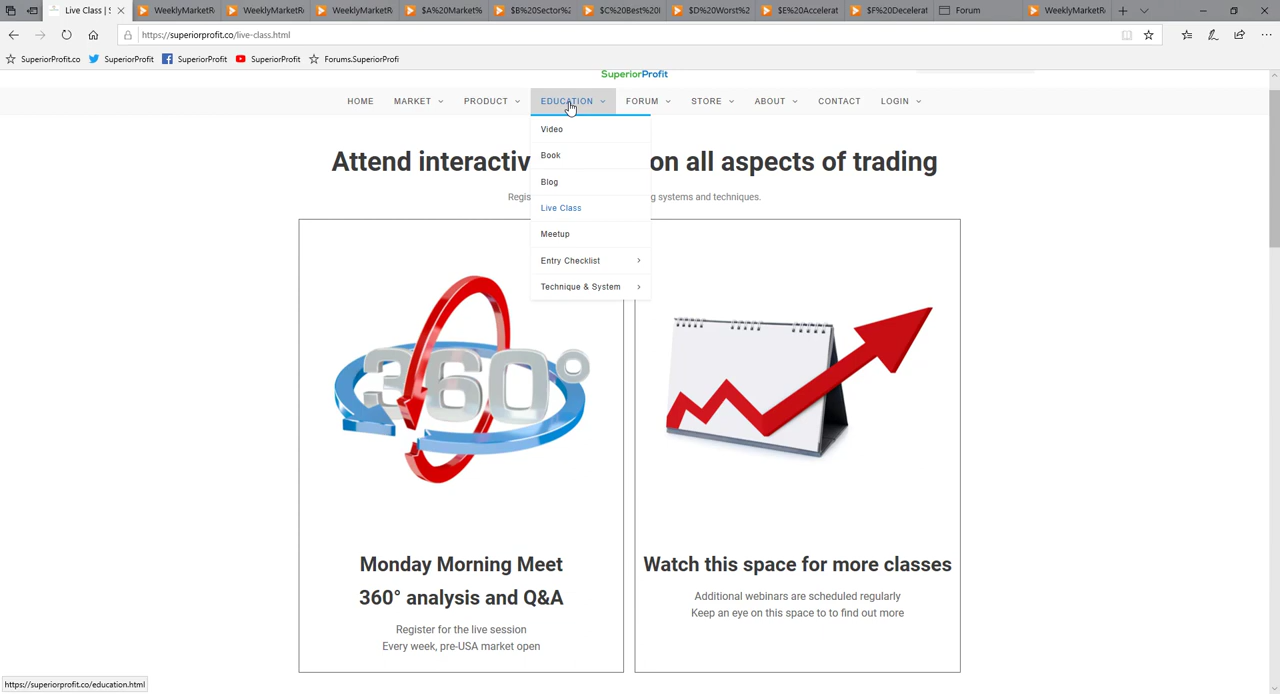 Live Class | S
WeeklyMarketR
WeeklyMarketR
WeeklyMarketR
$A%20Market%
$B%20Sector%2
$C%20Best%20I
$D%20Worst%2
$E%20Accelerat
$F%20Decelerat
Forum
WeeklyMarketR
https://superiorprofit.co/live-class.html
SuperiorProfit.co
SuperiorProfit
SuperiorProfit
SuperiorProfit
Forums.SuperiorProfi
SuperiorProfit
HOME
MARKET
PRODUCT
EDUCATION
FORUM
STORE
ABOUT
CONTACT
LOGIN
Video
Book
Blog
Live Class
Meetup
Entry Checklist
Technique & System
Attend interactiv on all aspects of trading
Regis g systems and techniques.
360°
Monday Morning Meet
360° analysis and Q&A
Register for the live session
Every week, pre-USA market open
Watch this space for more classes
Additional webinars are scheduled regularly
Keep an eye on this space to to find out more
https://superiorprofit.co/education.html